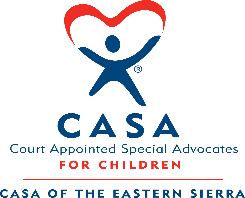 ®
CASA
Court Appointed Special Advocates
FOR CHILDREN
CASA OF THE EASTERN SIERRA